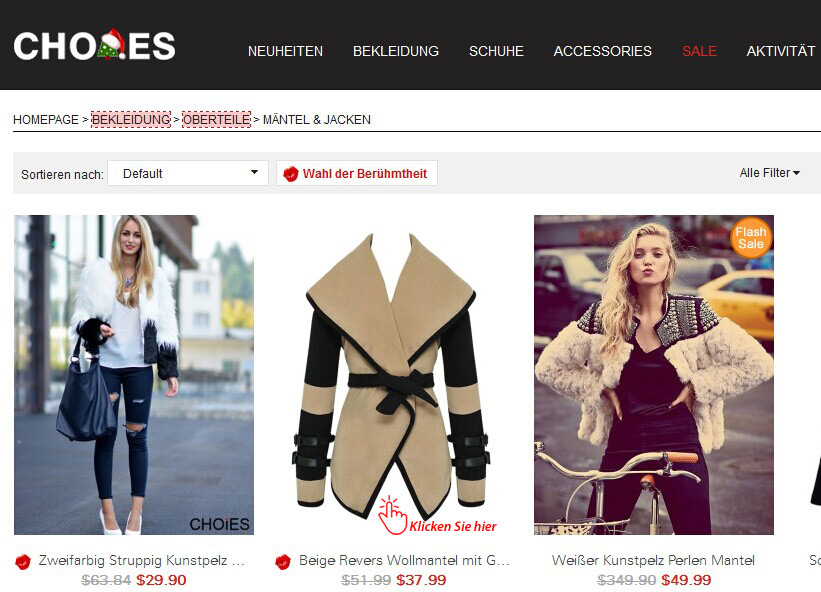 CHOIES
NEUHEITEN BEKLEIDUNG SCHUHE ACCESSORIES SALE AKTIVITÄT
HOMEPAGE > BEKLEIDUNG > OBERTEILE > MÄNTEL & JACKEN
Sortieren nach: Default Wahl der Berühmtheit Alle Filter
Flash
Sale
CHOIES
Klicken Sie hier
Zweifarbig Struppig Kunstpelz ... Beige Revers Wollmantel mit G... Weißer Kunstpelz Perlen Mantel
$63.84 $29.90 $51.99 $37.99 $349.90 $49.99